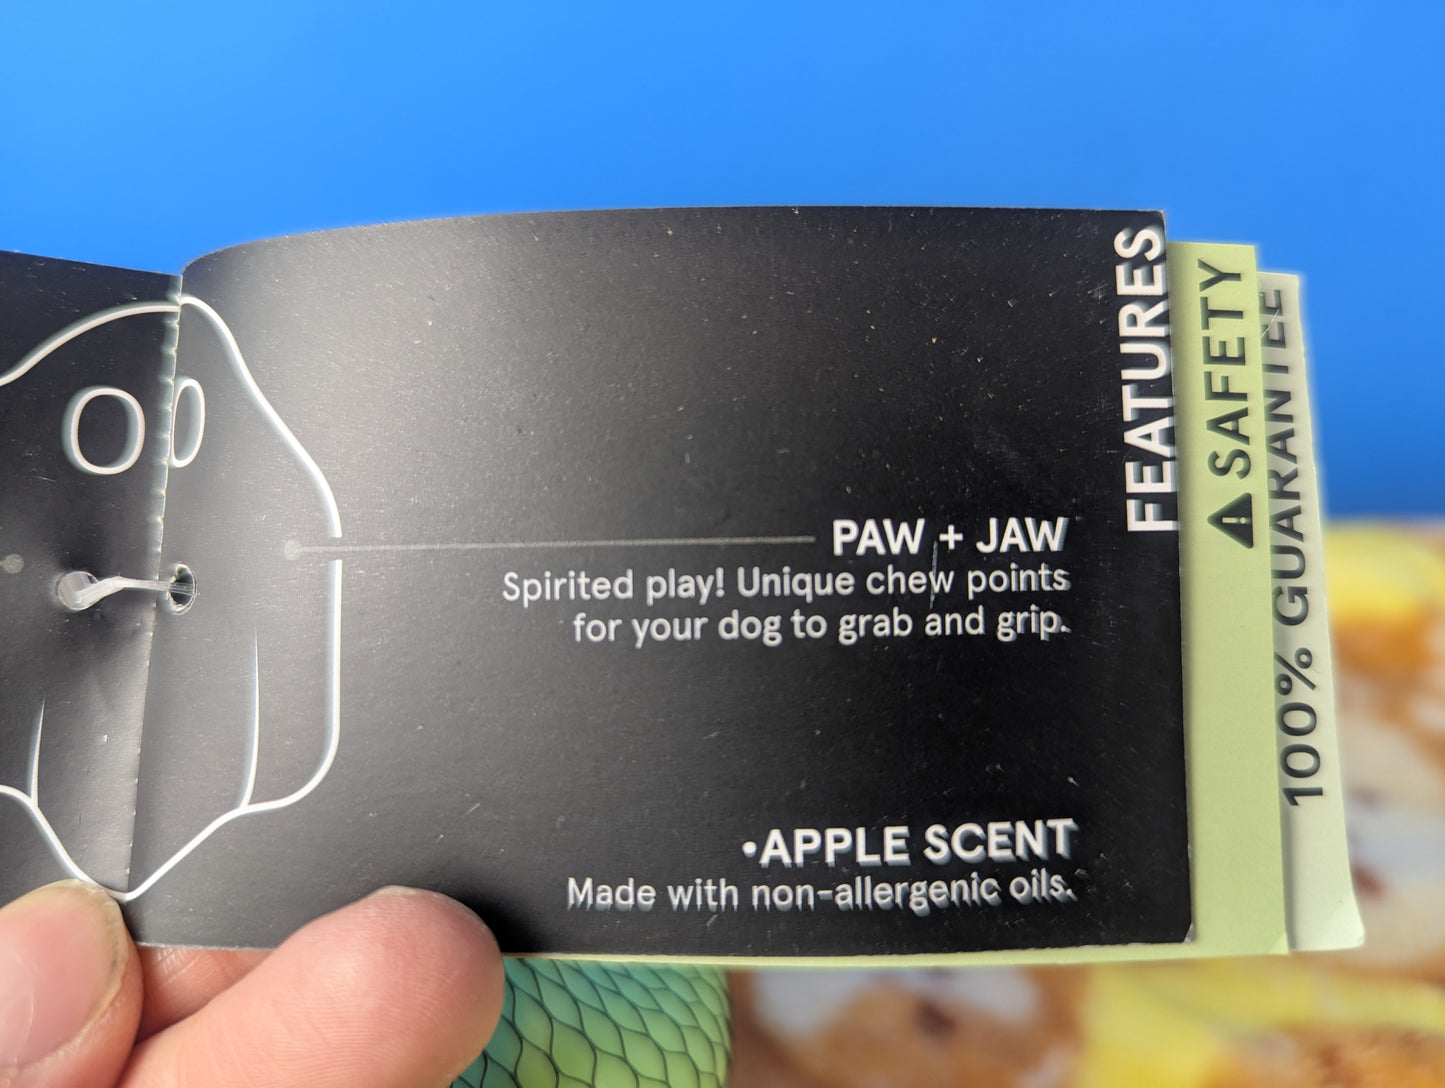 PAW + JAW
Spirited play! Unique chew points
for your dog to grab and grip.
•APPLE SCENT
Made with non-allergenic oils.
FEATURES
SAFETY
100% GUARANTEE